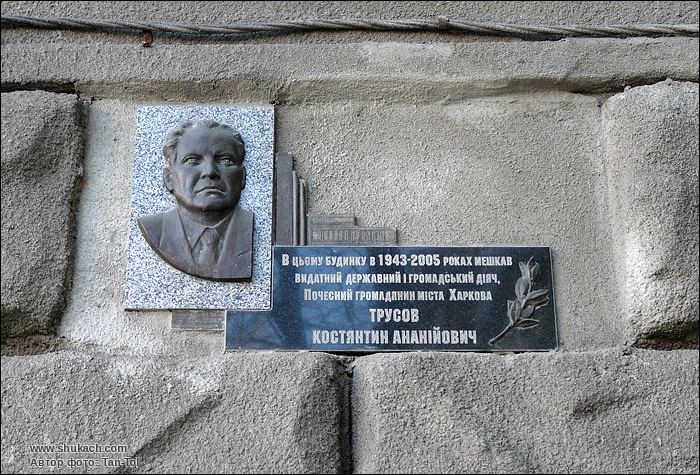 В ЦЬОМУ БУДИНКУ В 1943-2005 РОКАХ МЕШКАВ
ВИДАТНИЙ ДЕРЖАВНИЙ І ГРОМАДСЬКИЙ ДІЯЧ,
ПОЧЕСНИЙ ГРОМАДЯНИН МІСТА ХАРКОВА
ТРУСОВ
КОСТЯНТИН АНАНІЙОВИЧ
www.shukach.com
Автор фото: Tan-Tol